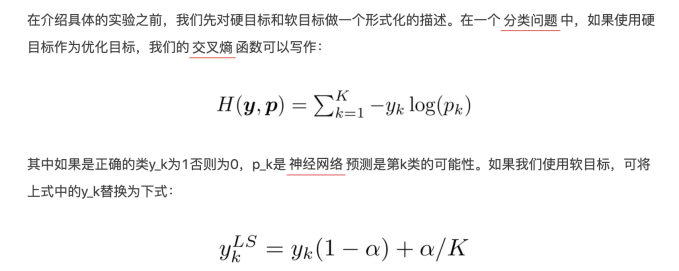 在介绍具体的实验之前，我们先对硬目标和软目标做一个形式化的描述。在一个分类问题中，如果使用硬
目标作为优化目标，我们的交叉熵函数可以写作：
H(y, p) = ∑_{k=1}^{K} −y_k log(p_k)
其中如果是正确的类y_k为1否则为0，p_k是神经网络预测是第k类的可能性。如果我们使用软目标，可将
上式中的y_k替换为下式：
y_k^{LS} = y_k(1 − α) + α/K